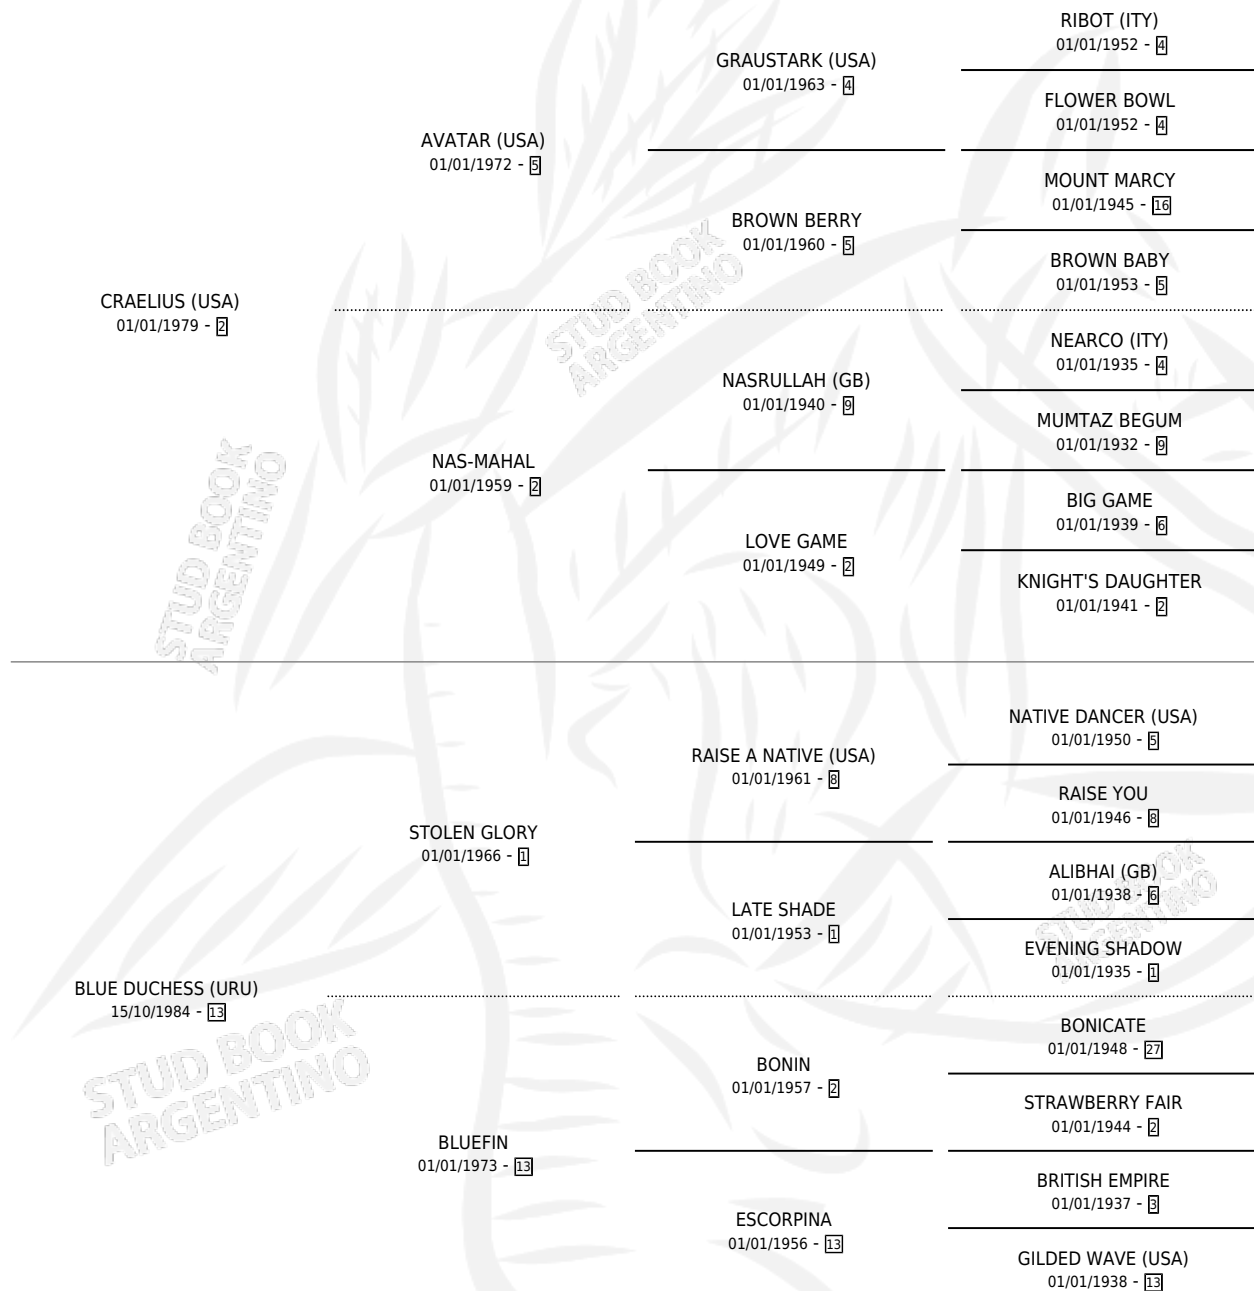 RIBOT (ITY)
01/01/1952 - 4
GRAUSTARK (USA)
01/01/1963 - 4
FLOWER BOWL
01/01/1952 - 4
AVATAR (USA)
01/01/1972 - 5
MOUNT MARCY
01/01/1945 - 16
BROWN BERRY
01/01/1960 - 5
BROWN BABY
01/01/1953 - 5
CRAELIUS (USA)
01/01/1979 - 2
NEARCO (ITY)
01/01/1935 - 4
NASRULLAH (GB)
01/01/1940 - 9
MUMTAZ BEGUM
01/01/1932 - 9
NAS-MAHAL
01/01/1959 - 2
BIG GAME
01/01/1939 - 6
LOVE GAME
01/01/1949 - 2
KNIGHT'S DAUGHTER
01/01/1941 - 2
NATIVE DANCER (USA)
01/01/1950 - 5
RAISE A NATIVE (USA)
01/01/1961 - 8
RAISE YOU
01/01/1946 - 8
STOLEN GLORY
01/01/1966 - 1
ALIBHAI (GB)
01/01/1938 - 6
LATE SHADE
01/01/1953 - 1
EVENING SHADOW
01/01/1935 - 1
BLUE DUCHESS (URU)
15/10/1984 - 13
BONICATE
01/01/1948 - 27
BONIN
01/01/1957 - 2
STRAWBERRY FAIR
01/01/1944 - 2
BLUEFIN
01/01/1973 - 13
BRITISH EMPIRE
01/01/1937 - 3
ESCORPINA
01/01/1956 - 13
GILDED WAVE (USA)
01/01/1938 - 13
STUD BOOK
ARGENTINO
STUD BOOK
ARGENTINO
STUD BOOK
ARGENTINO
STUD BOOK
ARGENTINO